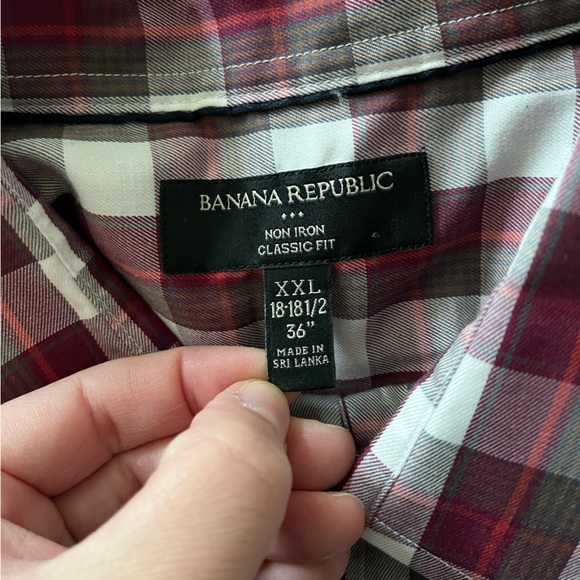 BANANA REPUBLIC
NON IRON
CLASSIC FIT
XXL
18-18 1/2
36"
MADE IN
SRI LANKA